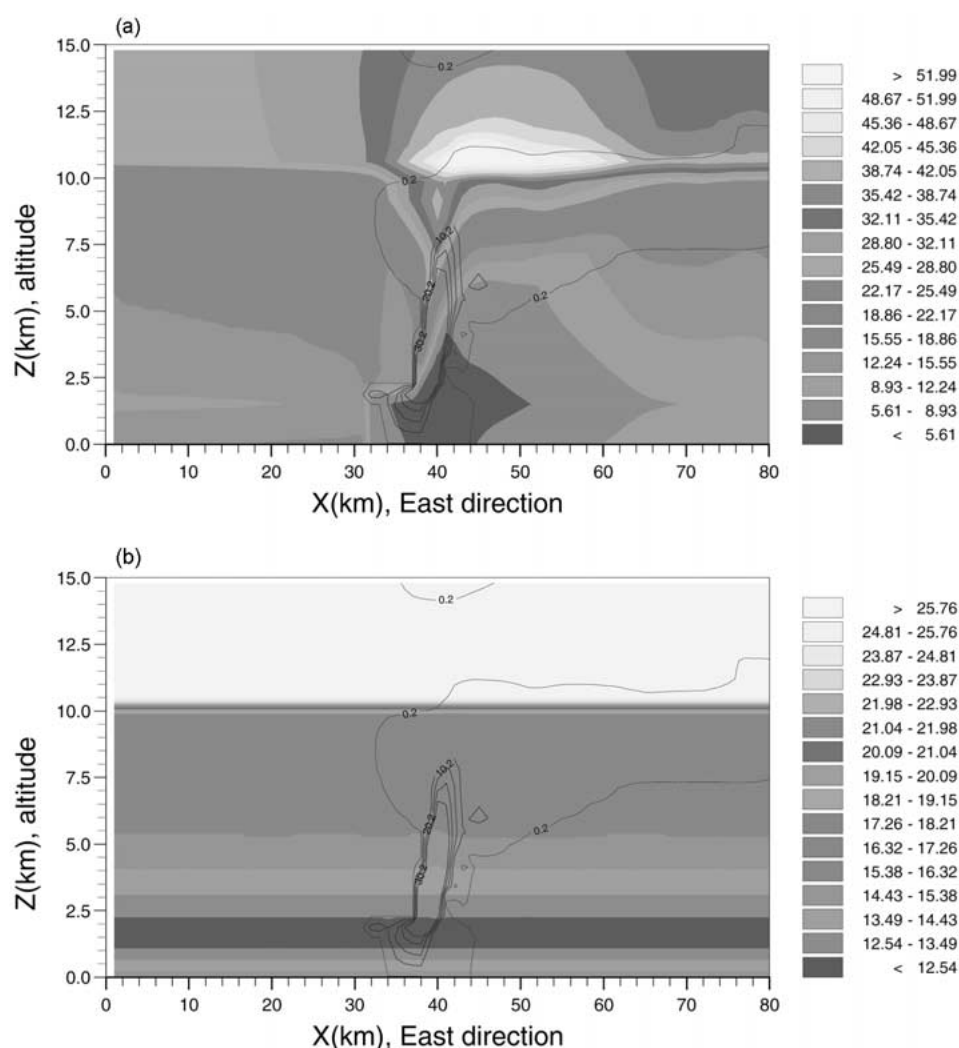 (a)
15.0
12.5
10.0
7.5
5.0
2.5
0.0
Z(km), altitude
0.2
0.2
10.2
20.2
30.2
0.2
0 10 20 30 40 50 60 70 80
X(km), East direction
> 51.99
48.67 - 51.99
45.36 - 48.67
42.05 - 45.36
38.74 - 42.05
35.42 - 38.74
32.11 - 35.42
28.80 - 32.11
25.49 - 28.80
22.17 - 25.49
18.86 - 22.17
15.55 - 18.86
12.24 - 15.55
8.93 - 12.24
5.61 - 8.93
< 5.61
(b)
15.0
12.5
10.0
7.5
5.0
2.5
0.0
Z(km), altitude
0.2
0.2
10.2
20.2
30.2
0.2
0 10 20 30 40 50 60 70 80
X(km), East direction
> 25.76
24.81 - 25.76
23.87 - 24.81
22.93 - 23.87
21.98 - 22.93
21.04 - 21.98
20.09 - 21.04
19.15 - 20.09
18.21 - 19.15
17.26 - 18.21
16.32 - 17.26
15.38 - 16.32
14.43 - 15.38
13.49 - 14.43
12.54 - 13.49
< 12.54